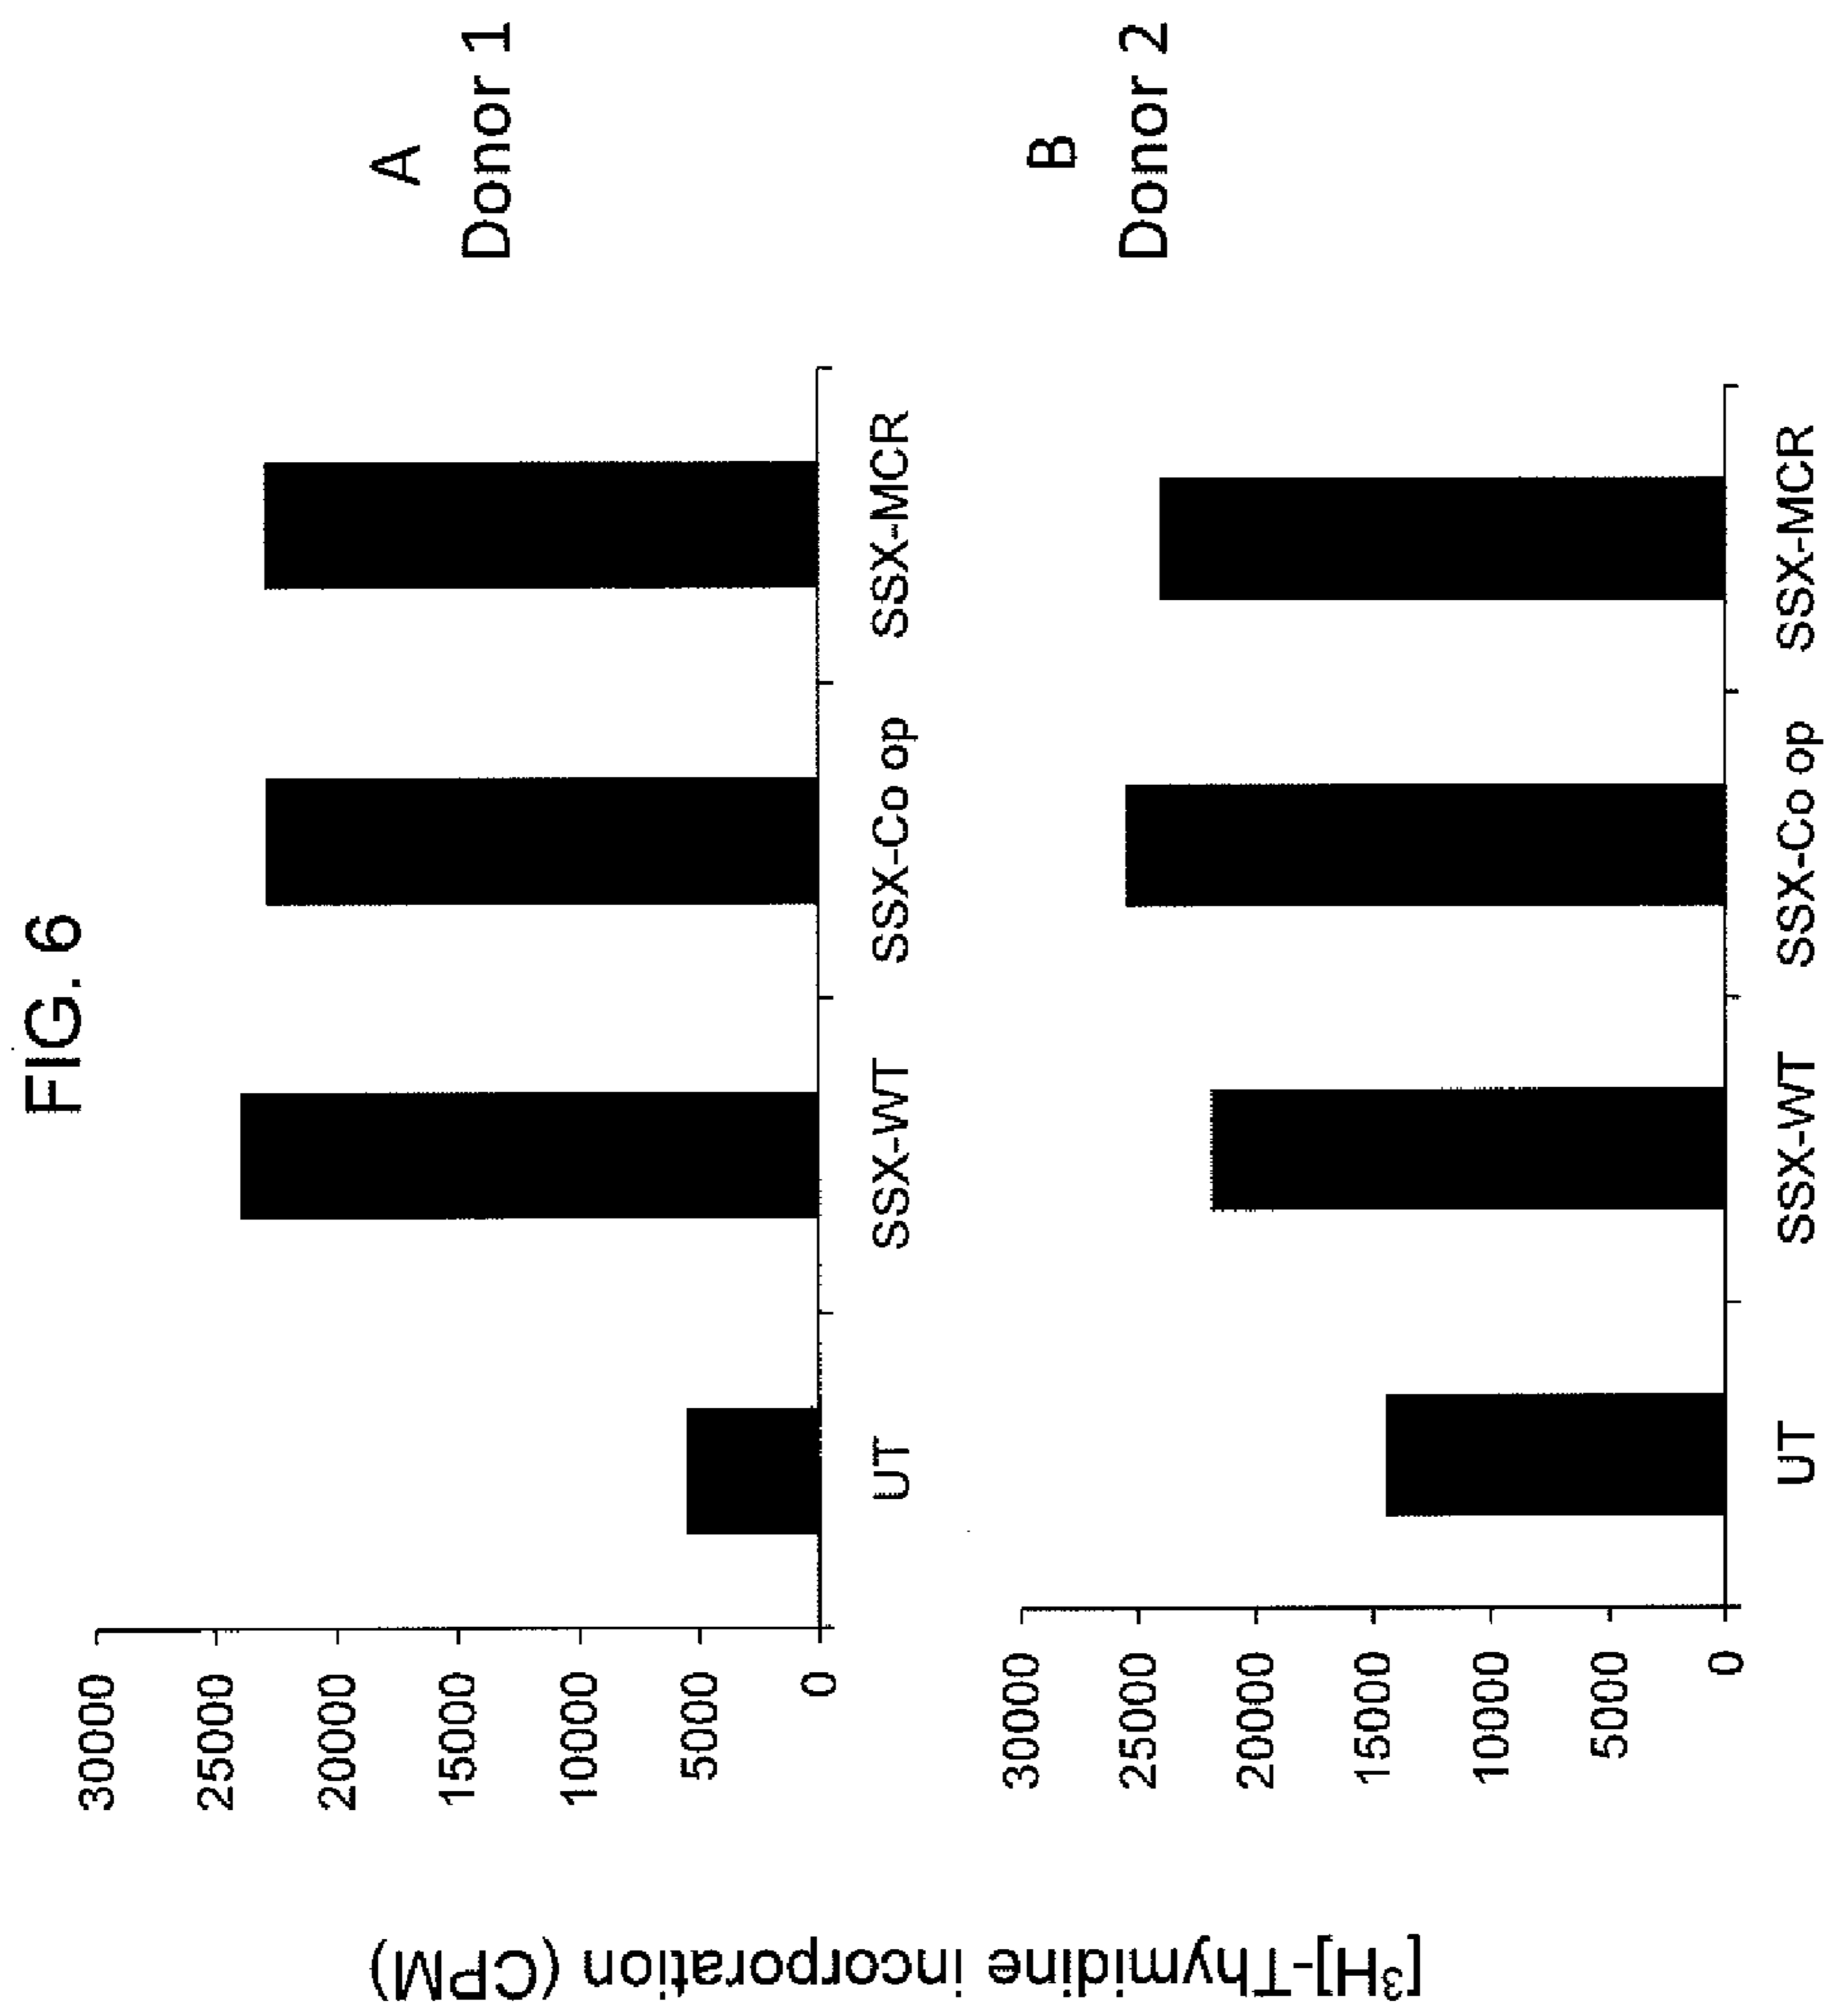 FIG. 6
[³H]-Thymidine incorporation (CPM)
A
Donor 1
30000
25000
20000
15000
10000
5000
0
UT
SSX-WT
SSX-Co op
SSX-MCR
B
Donor 2
30000
25000
20000
15000
10000
5000
0
UT
SSX-WT
SSX-Co op
SSX-MCR